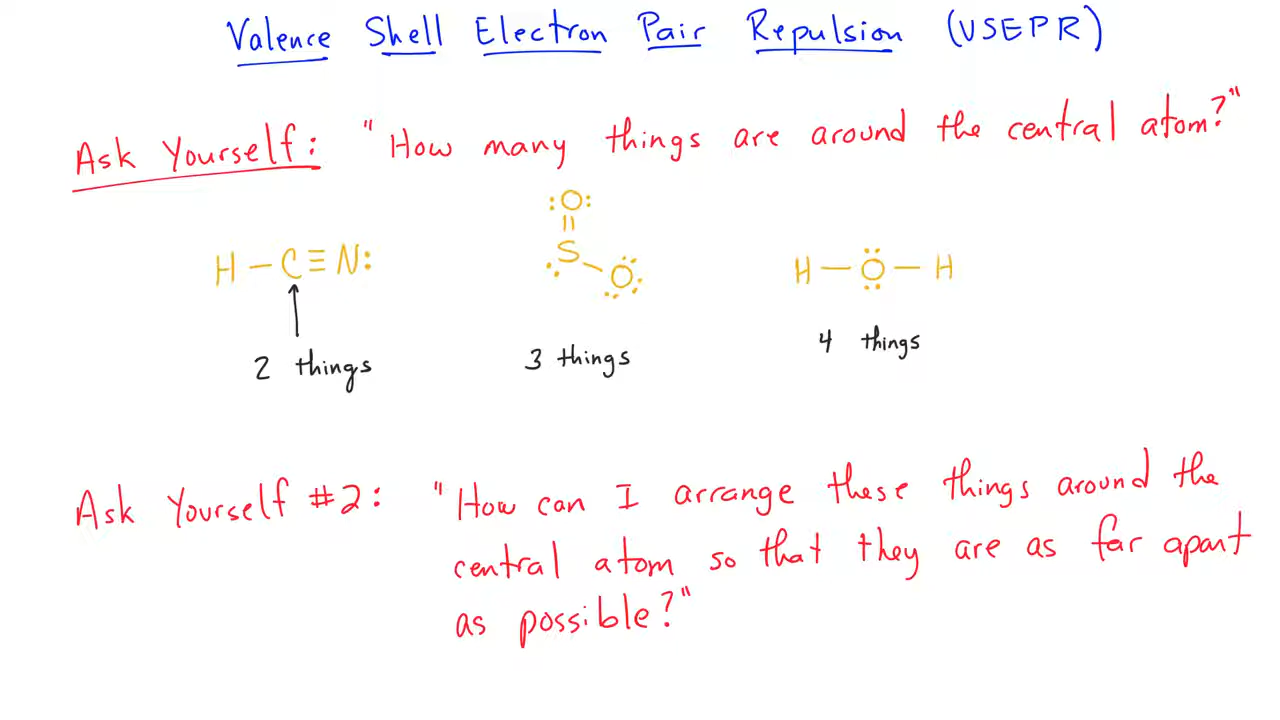 Valence Shell Electron Pair Repulsion (VSEPR)
Ask Yourself: "How many things are around the central atom?"
:O:
||
H – C ≡ N:
S – O
H – O – H
2 things
3 things
4 things
Ask Yourself #2: "How can I arrange these things around the
central atom so that they are as far apart
as possible?"